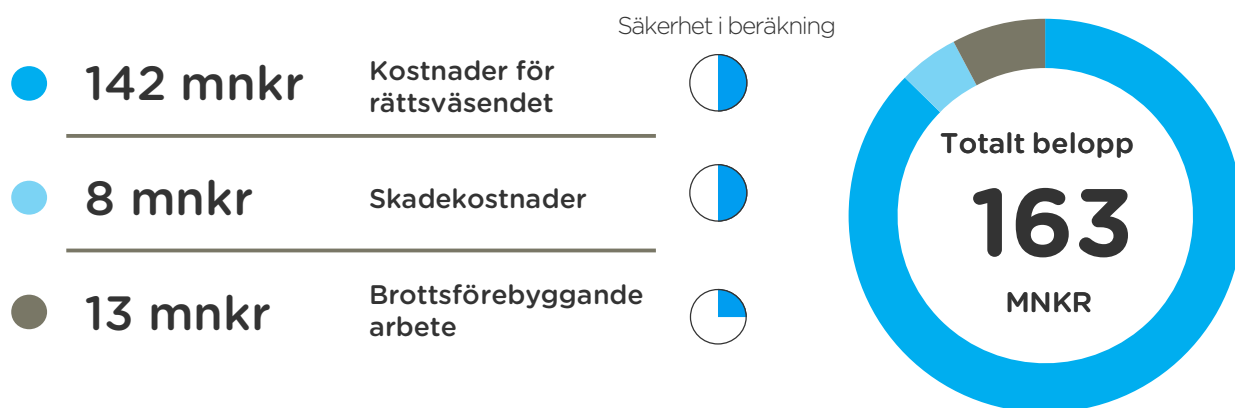 Säkerhet i beräkning
142 mnkr
Kostnader för
rättsväsendet
8 mnkr
Skadekostnader
13 mnkr
Brottsförebyggande
arbete
Totalt belopp
163
MNKR